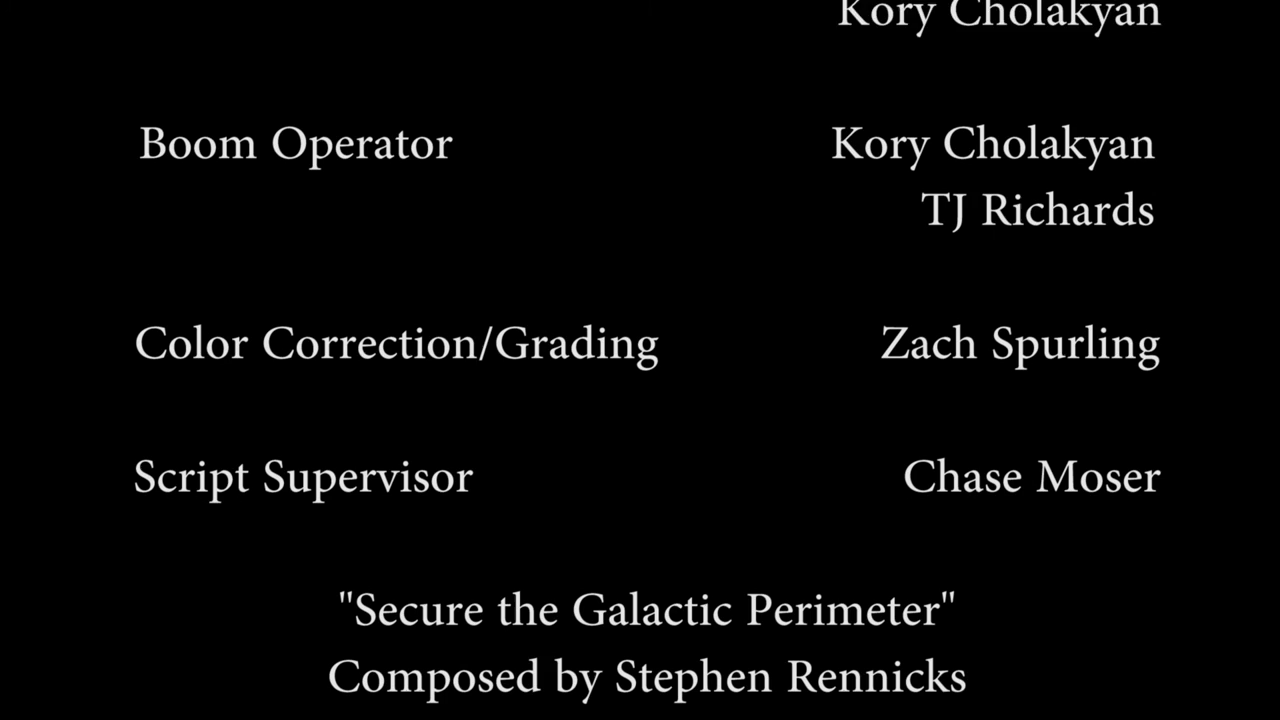 Kory Cholakyan
Boom Operator Kory Cholakyan
TJ Richards
Color Correction/Grading Zach Spurling
Script Supervisor Chase Moser
"Secure the Galactic Perimeter"
Composed by Stephen Rennicks